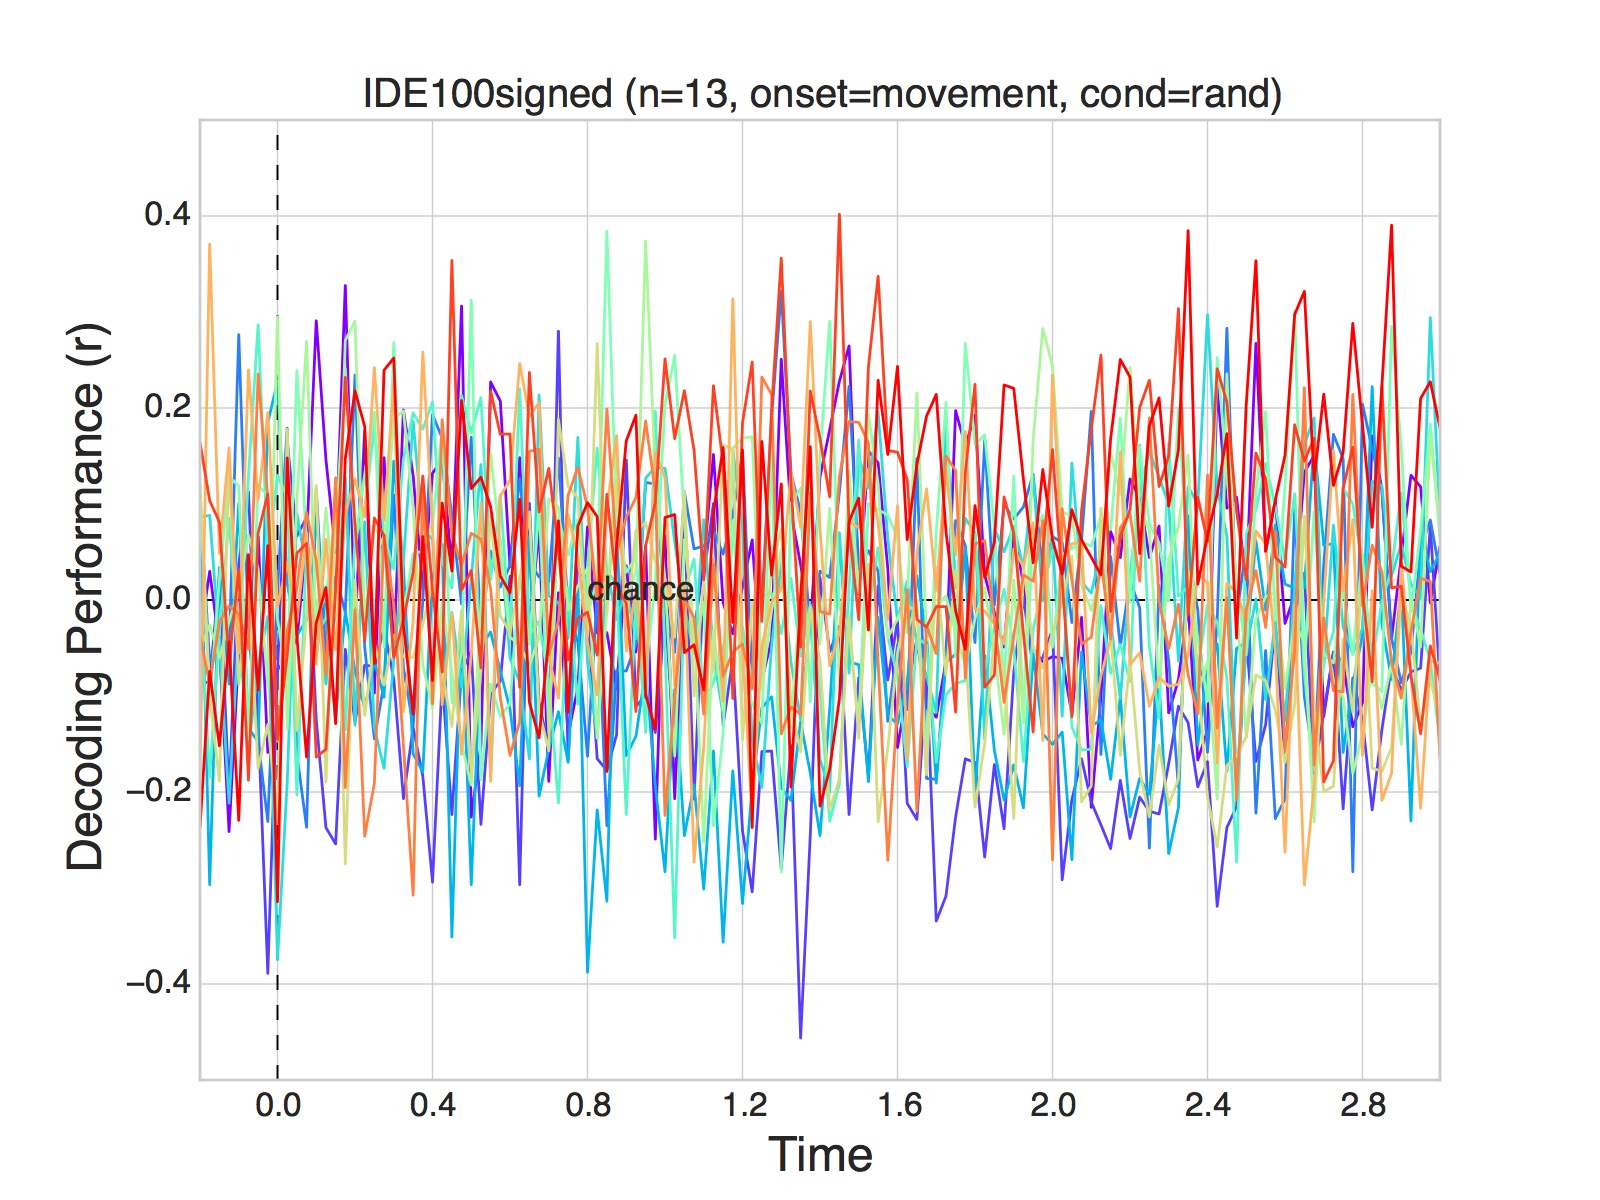 IDE100signed (n=13, onset=movement, cond=rand)
Decoding Performance (r)
0.4
0.2
0.0
−0.2
−0.4
chance
0.0 0.4 0.8 1.2 1.6 2.0 2.4 2.8
Time